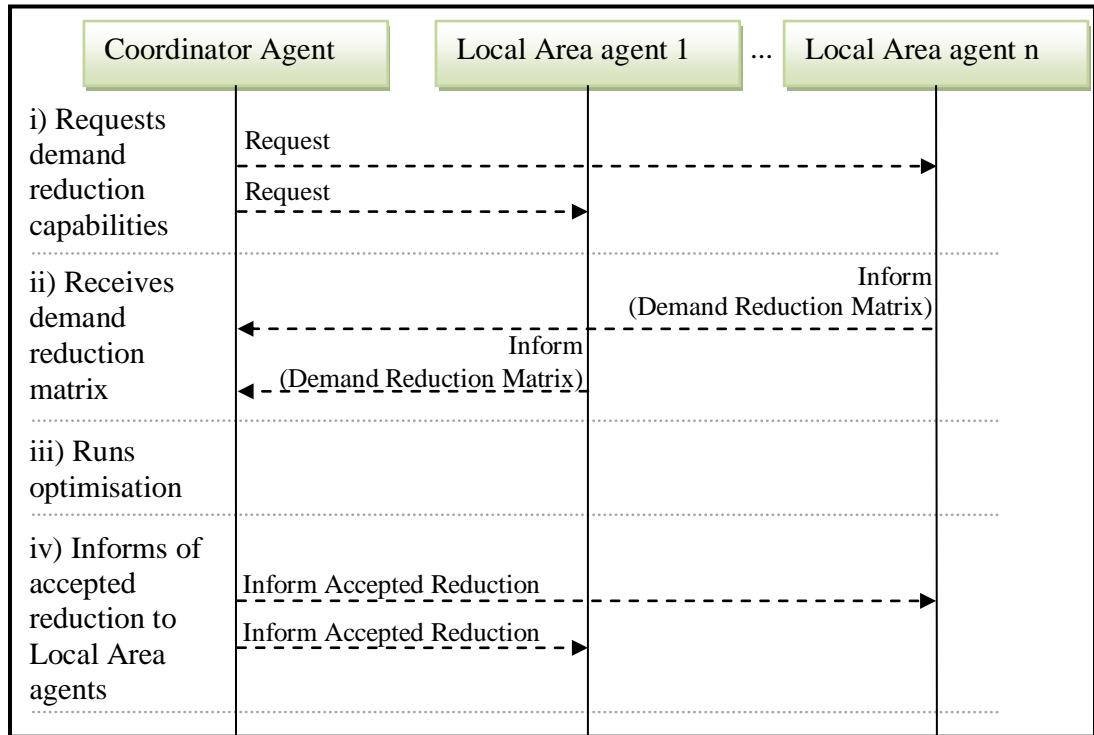 Coordinator Agent
Local Area agent 1
...
Local Area agent n
i) Requests
demand
reduction
capabilities
Request
Request
ii) Receives
demand
reduction
matrix
Inform
(Demand Reduction Matrix)
Inform
(Demand Reduction Matrix)
iii) Runs
optimisation
iv) Informs of
accepted
reduction to
Local Area
agents
Inform Accepted Reduction
Inform Accepted Reduction